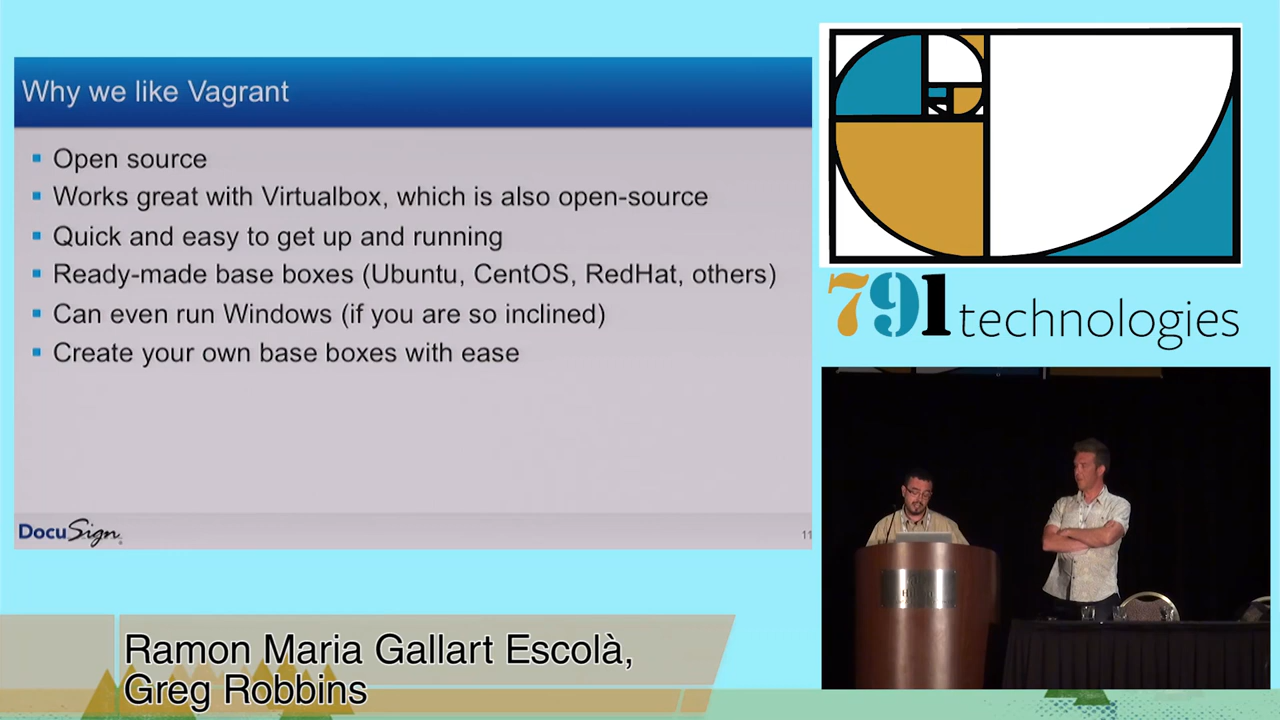 Why we like Vagrant
Open source
Works great with Virtualbox, which is also open-source
Quick and easy to get up and running
Ready-made base boxes (Ubuntu, CentOS, RedHat, others)
Can even run Windows (if you are so inclined)
Create your own base boxes with ease
DocuSign
11
791 technologies
Ramon Maria Gallart Escolà,
Greg Robbins